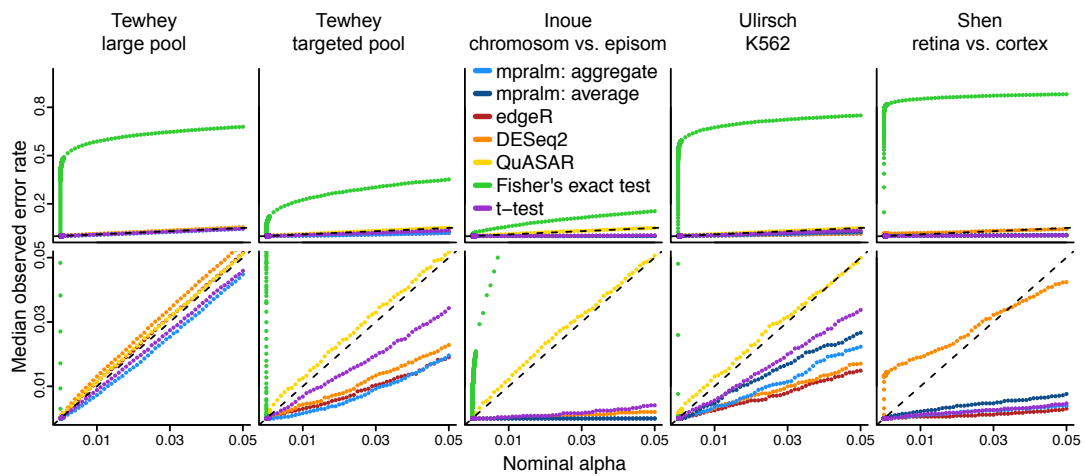 Tewhey
large pool
Tewhey
targeted pool
Inoue
chromosom vs. episom
Ulirsch
K562
Shen
retina vs. cortex
mpralm: aggregate
mpralm: average
edgeR
DESeq2
QuASAR
Fisher's exact test
t-test
Median observed error rate
0.8
0.5
0.2
0.05
0.03
0.01
0.01 0.03 0.05
0.01 0.03 0.05
0.01 0.03 0.05
0.01 0.03 0.05
0.01 0.03 0.05
Nominal alpha